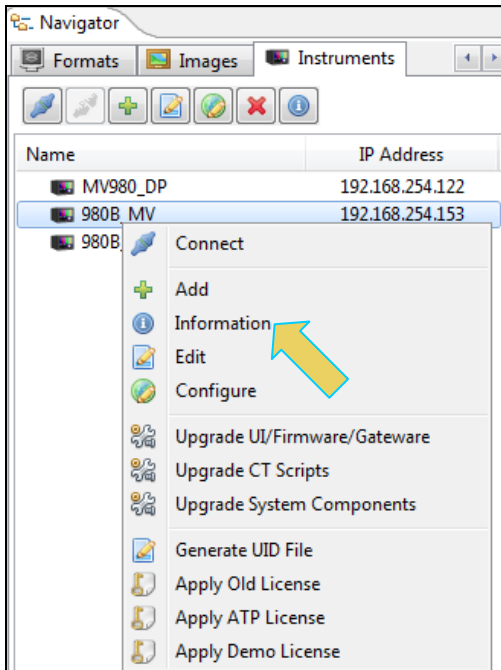 Navigator
Formats Images Instruments
Name IP Address
MV980_DP 192.168.254.122
980B_MV 192.168.254.153
980B
Connect
Add
Information
Edit
Configure
Upgrade UI/Firmware/Gateware
Upgrade CT Scripts
Upgrade System Components
Generate UID File
Apply Old License
Apply ATP License
Apply Demo License